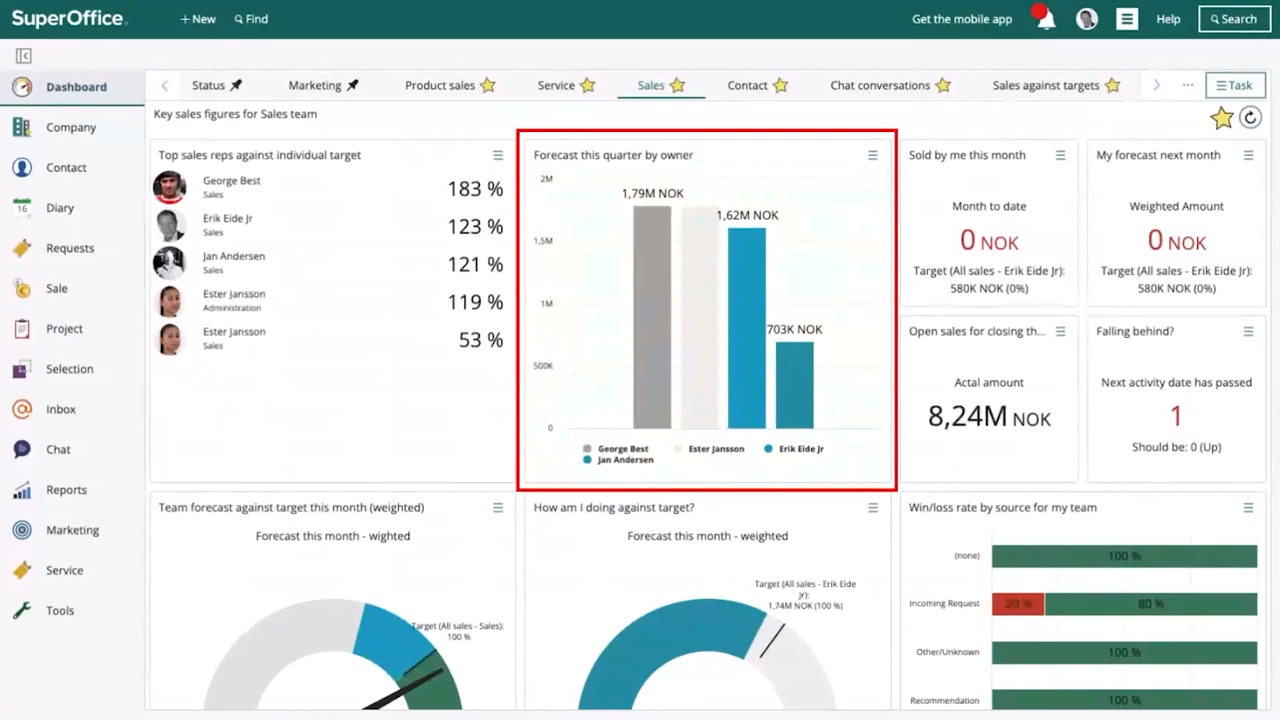 SuperOffice
+ New
Find
Get the mobile app
Help
Search
Dashboard
Company
Contact
16
Diary
Requests
Sale
Project
Selection
Inbox
Chat
Reports
Marketing
Service
Tools
Status
Marketing
Product sales
Service
Sales
Contact
Chat conversations
Sales against targets
Task
Key sales figures for Sales team
Top sales reps against individual target
George Best
Sales
183 %
Erik Eide Jr
Sales
123 %
Jan Andersen
Sales
121 %
Ester Jansson
Administration
119 %
Ester Jansson
Sales
53 %
Forecast this quarter by owner
2M
1,5M
1M
500K
0
1,79M NOK
1,62M NOK
703K NOK
George Best
Ester Jansson
Erik Eide Jr
Jan Andersen
Sold by me this month
Month to date
0 NOK
Target (All sales - Erik Eide Jr):
580K NOK (0%)
My forecast next month
Weighted Amount
0 NOK
Target (All sales - Erik Eide Jr):
580K NOK (0%)
Open sales for closing th...
Actal amount
8,24M NOK
Falling behind?
Next activity date has passed
1
Should be: 0 (Up)
Team forecast against target this month (weighted)
Forecast this month - wighted
Target (All sales - Sales):
100 %
How am I doing against target?
Forecast this month - weighted
Target (All sales - Erik Eide
Jr):
1,74M NOK (100 %)
Win/loss rate by source for my team
(none)
100 %
Incoming Request
20 %
80 %
Other/Unknown
100 %
Recommendation
100 %